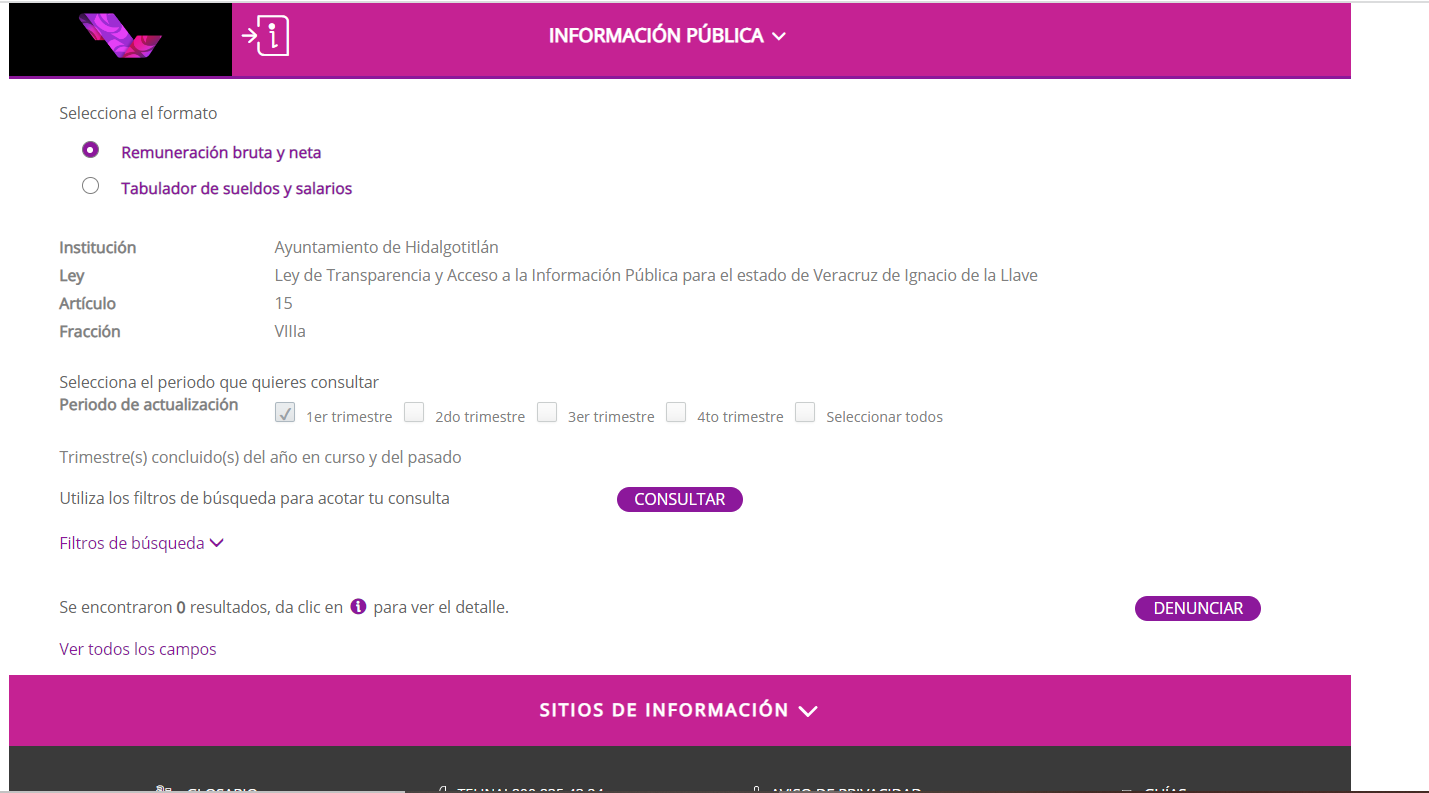 INFORMACIÓN PÚBLICA
Selecciona el formato
Remuneración bruta y neta
Tabulador de sueldos y salarios
Institución Ayuntamiento de Hidalgotitlán
Ley Ley de Transparencia y Acceso a la Información Pública para el estado de Veracruz de Ignacio de la Llave
Artículo 15
Fracción VIIIa
Selecciona el periodo que quieres consultar
Periodo de actualización 1er trimestre 2do trimestre 3er trimestre 4to trimestre Seleccionar todos
Trimestre(s) concluido(s) del año en curso y del pasado
Utiliza los filtros de búsqueda para acotar tu consulta CONSULTAR
Filtros de búsqueda
Se encontraron 0 resultados, da clic en i para ver el detalle. DENUNCIAR
Ver todos los campos
SITIOS DE INFORMACIÓN
GLOSARIO AVISO DE PRIVACIDAD GUÍAS